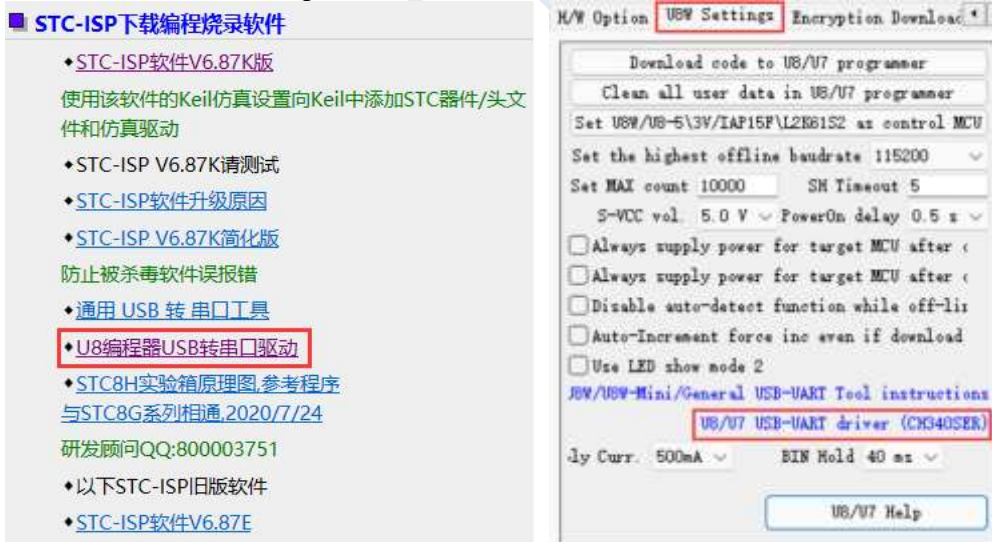 STC-ISP下载编程烧录软件
STC-ISP软件V6.87K版
使用该软件的Keil仿真设置向Keil中添加STC器件/头文
件和仿真驱动
STC-ISP V6.87K请测试
STC-ISP软件升级原因
STC-ISP V6.87K简化版
防止被杀毒软件误报错
通用 USB 转 串口工具
U8编程器USB转串口驱动
STC8H实验箱原理图,参考程序
与STC8G系列相通,2020/7/24
研发顾问QQ:800003751
以下STC-ISP旧版软件
STC-ISP软件V6.87E
H/W Option U8W Settings Encryption Download
Download code to U8/U7 programmer
Clean all user data in U8/U7 programmer
Set U8W/U8-5\3V/IAP15F\L2K61S2 as control MCU
Set the highest offline baudrate 115200
Set MAX count 10000 SH Timeout 5
S-VCC vol. 5.0 V PowerOn delay 0.5 s
Always supply power for target MCU after
Always supply power for target MCU after
Disable auto-detect function while off-li
Auto-Increment force inc even if download
Use LED show mode 2
U8W/U8W-Mini/General USB-UART Tool instructions
U8/U7 USB-UART driver (CH340SER)
ly Curr. 500mA BIN Hold 40 ms
U8/U7 Help